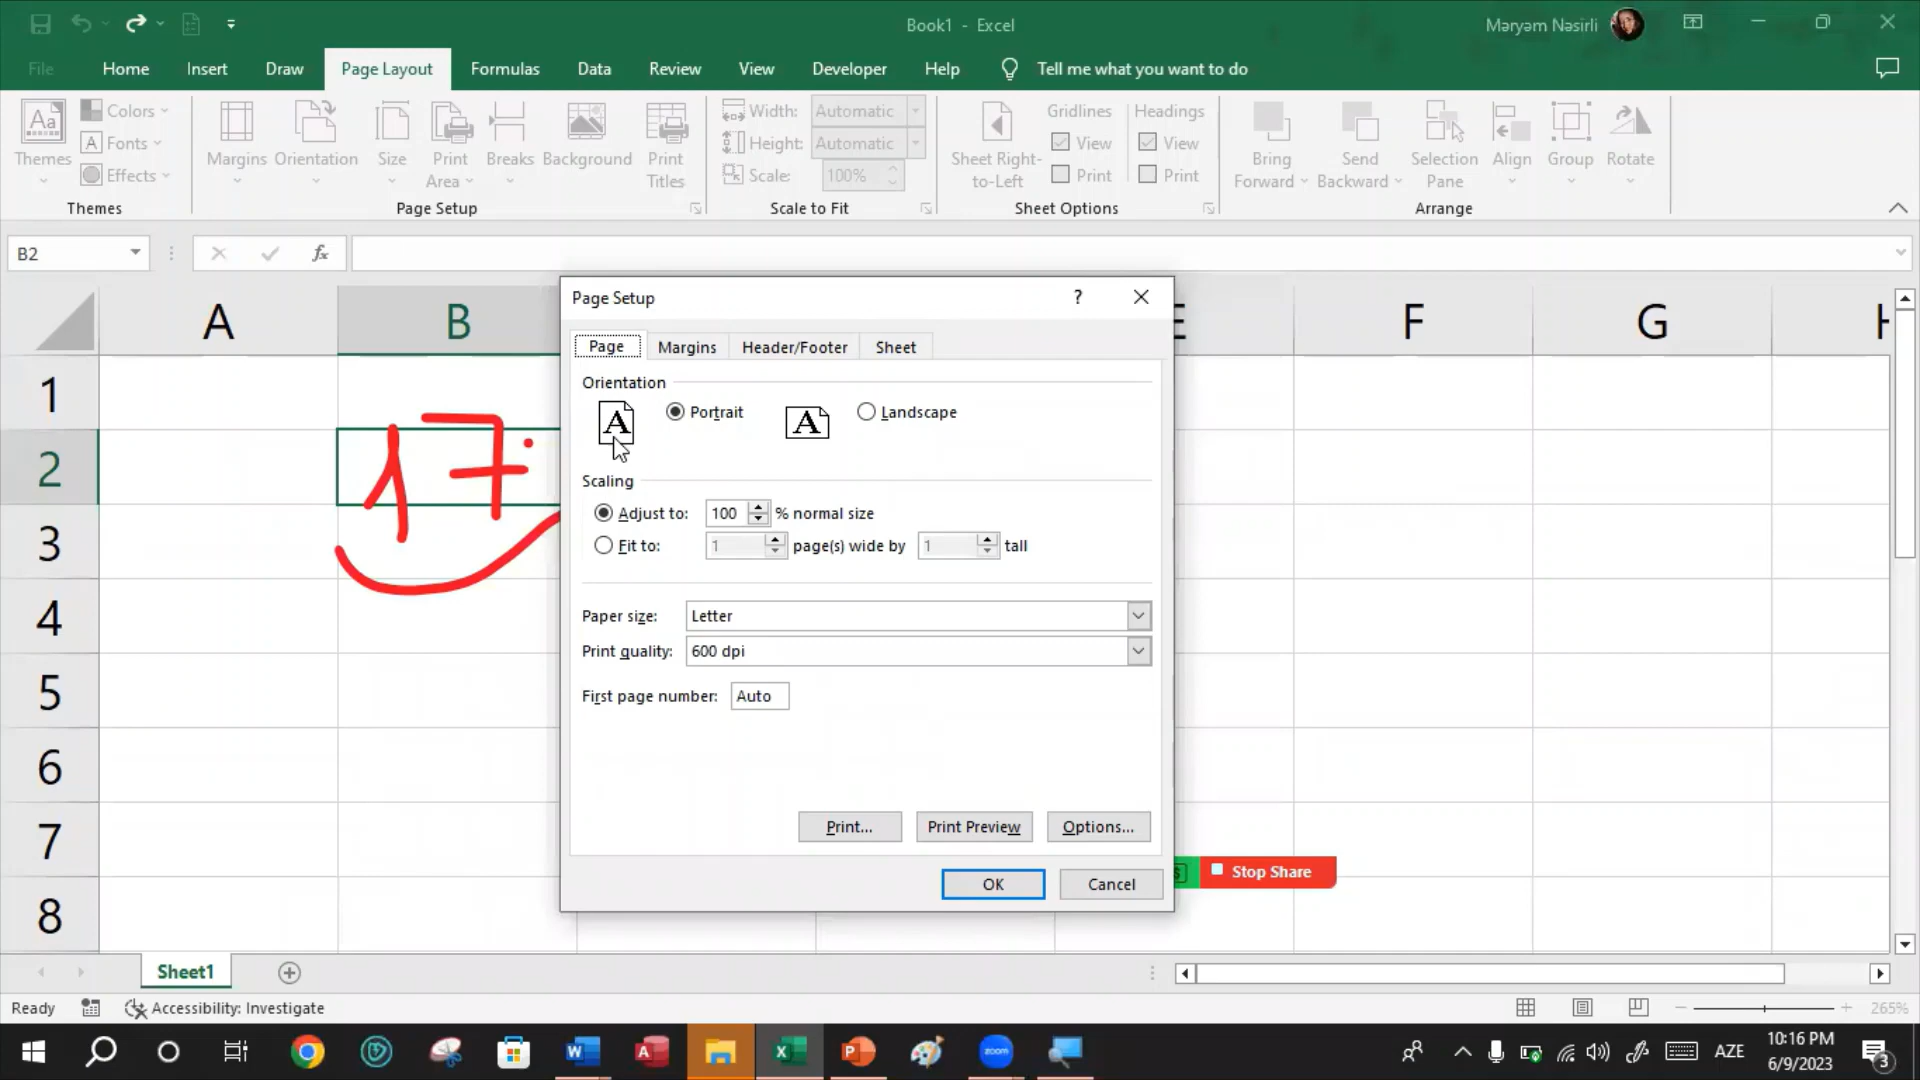 Book1 - Excel
Məryəm Nəsirli
File Home Insert Draw Page Layout Formulas Data Review View Developer Help Tell me what you want to do
Themes
Colors
Fonts
Effects
Themes
Margins
Orientation
Size
Print Area
Breaks
Background
Print Titles
Page Setup
Width: Automatic
Height: Automatic
Scale: 100%
Scale to Fit
Sheet Right-to-Left
Gridlines
View
Print
Headings
View
Print
Sheet Options
Bring Forward
Send Backward
Selection Pane
Align
Group
Rotate
Arrange
B2
fx
A B E F G H
1
2
3
4
5
6
7
8
17:
Page Setup
?
Page Margins Header/Footer Sheet
Orientation
A Portrait A Landscape
Scaling
Adjust to: 100 % normal size
Fit to: 1 page(s) wide by 1 tall
Paper size: Letter
Print quality: 600 dpi
First page number: Auto
Print... Print Preview Options...
OK Cancel
Stop Share
Sheet1
Ready Accessibility: Investigate 265%
zoom
AZE
10:16 PM
6/9/2023
3